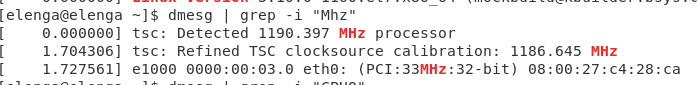 [elenga@elenga ~]$ dmesg | grep -i "Mhz"
[    0.000000] tsc: Detected 1190.397 MHz processor
[    1.704306] tsc: Refined TSC clocksource calibration: 1186.645 MHz
[    1.727561] e1000 0000:00:03.0 eth0: (PCI:33MHz:32-bit) 08:00:27:c4:28:ca